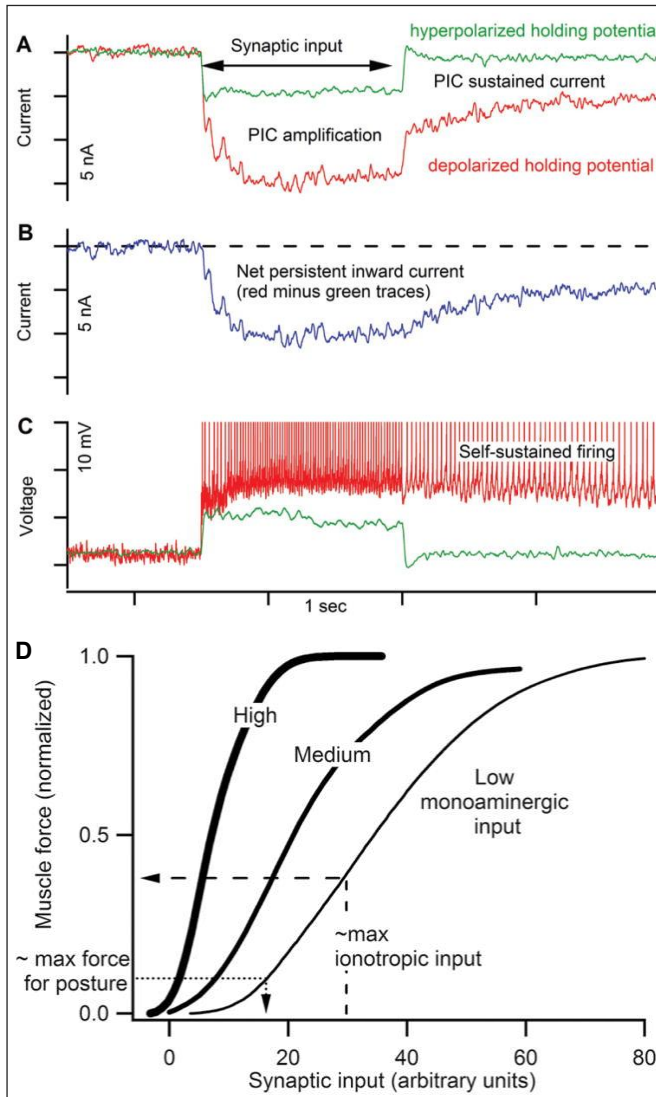 A
hyperpolarized holding potential
Synaptic input
PIC sustained current
PIC amplification
depolarized holding potential
Current
5 nA
B
Net persistent inward current
(red minus green traces)
Current
5 nA
C
10 mV
Self-sustained firing
Voltage
1 sec
D
1.0
High
Medium
Low
monoaminergic
input
0.5
Muscle force (normalized)
~max
ionotropic input
~ max force
for posture
0.0
0
20
40
60
80
Synaptic input (arbitrary units)